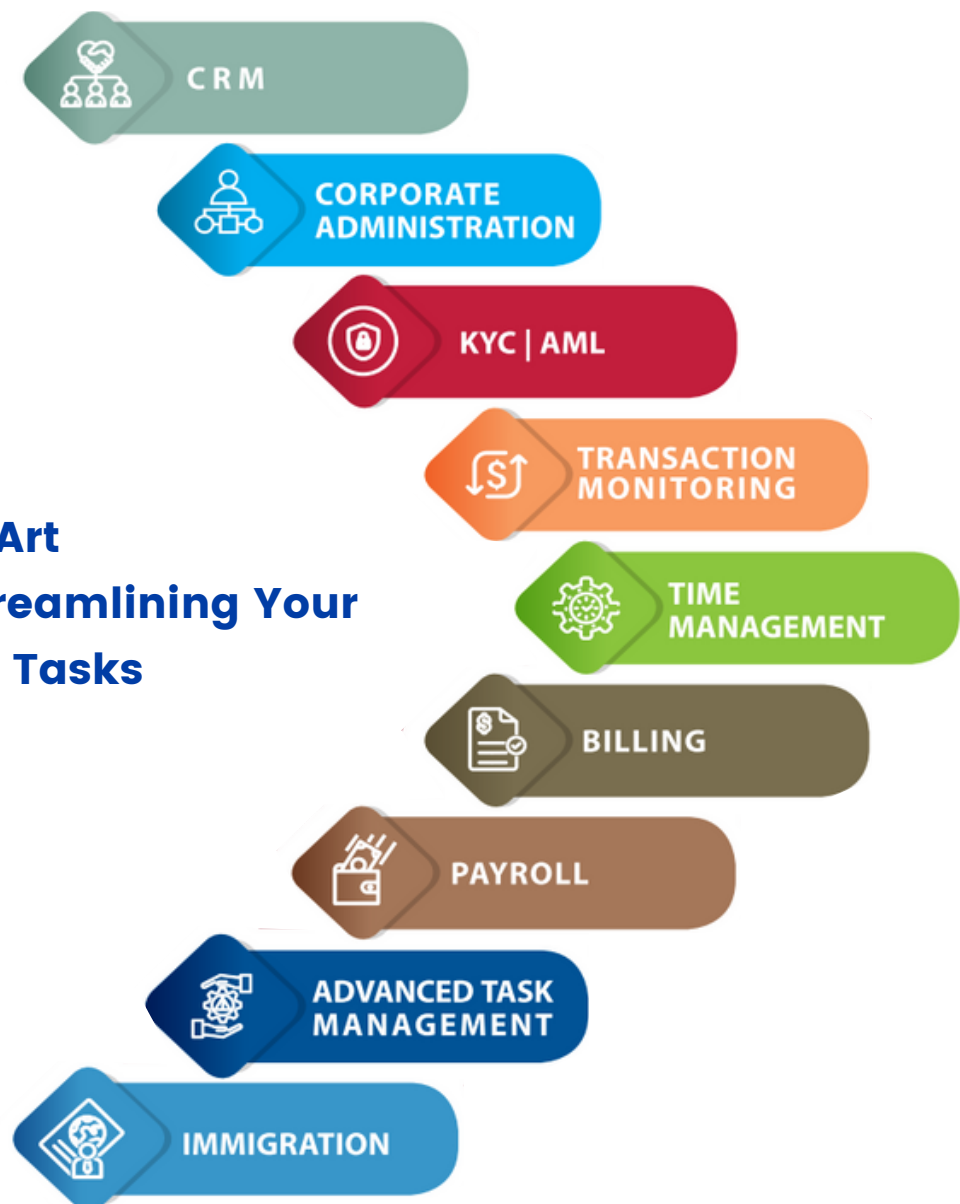 CRM
CORPORATE
ADMINISTRATION
KYC | AML
TRANSACTION
MONITORING
Art
reamlining Your
Tasks
TIME
MANAGEMENT
BILLING
PAYROLL
ADVANCED TASK
MANAGEMENT
IMMIGRATION